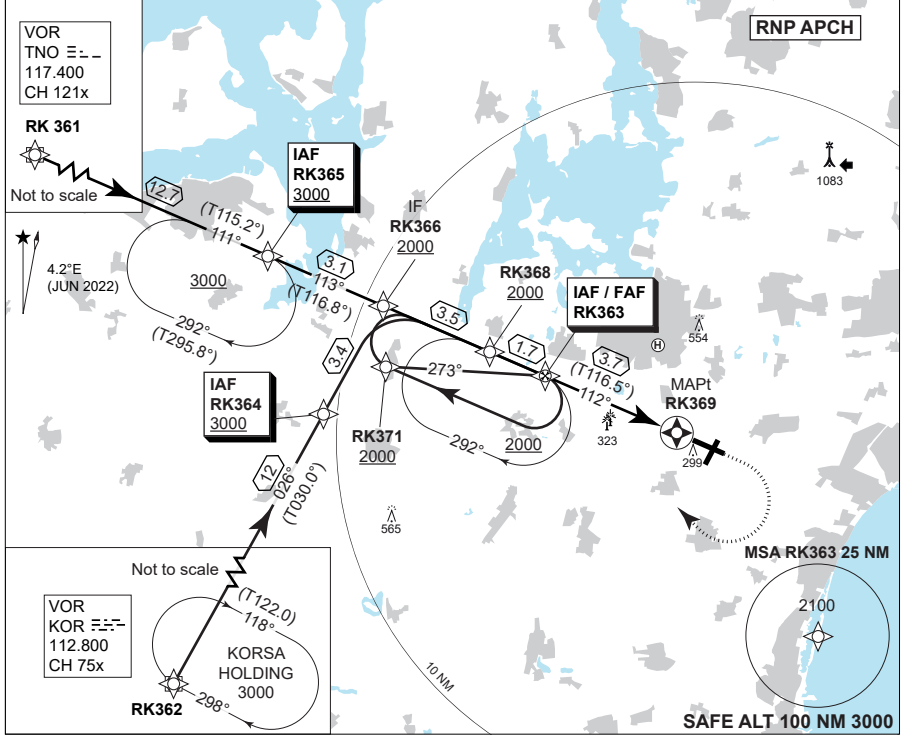 VOR
TNO
117.400
CH 121x
RK 361
Not to scale
RNP APCH
12.7
(T115.2°)
111°
IAF
RK365
3000
1083
4.2°E
(JUN 2022)
3000
292°
(T295.8°)
3.1
113°
(T116.8°)
IF
RK366
2000
3.5
RK368
2000
1.7
IAF / FAF
RK363
554
H
3.7
(T116.5°)
112°
3.4
273°
MAPt
RK369
IAF
RK364
3000
RK371
2000
292°
2000
323
299
12
026°
(T030.0°)
565
MSA RK363 25 NM
2100
Not to scale
VOR
KOR
112.800
CH 75x
(T122.0)
118°
KORSA
HOLDING
3000
298°
RK362
10 NM
SAFE ALT 100 NM 3000